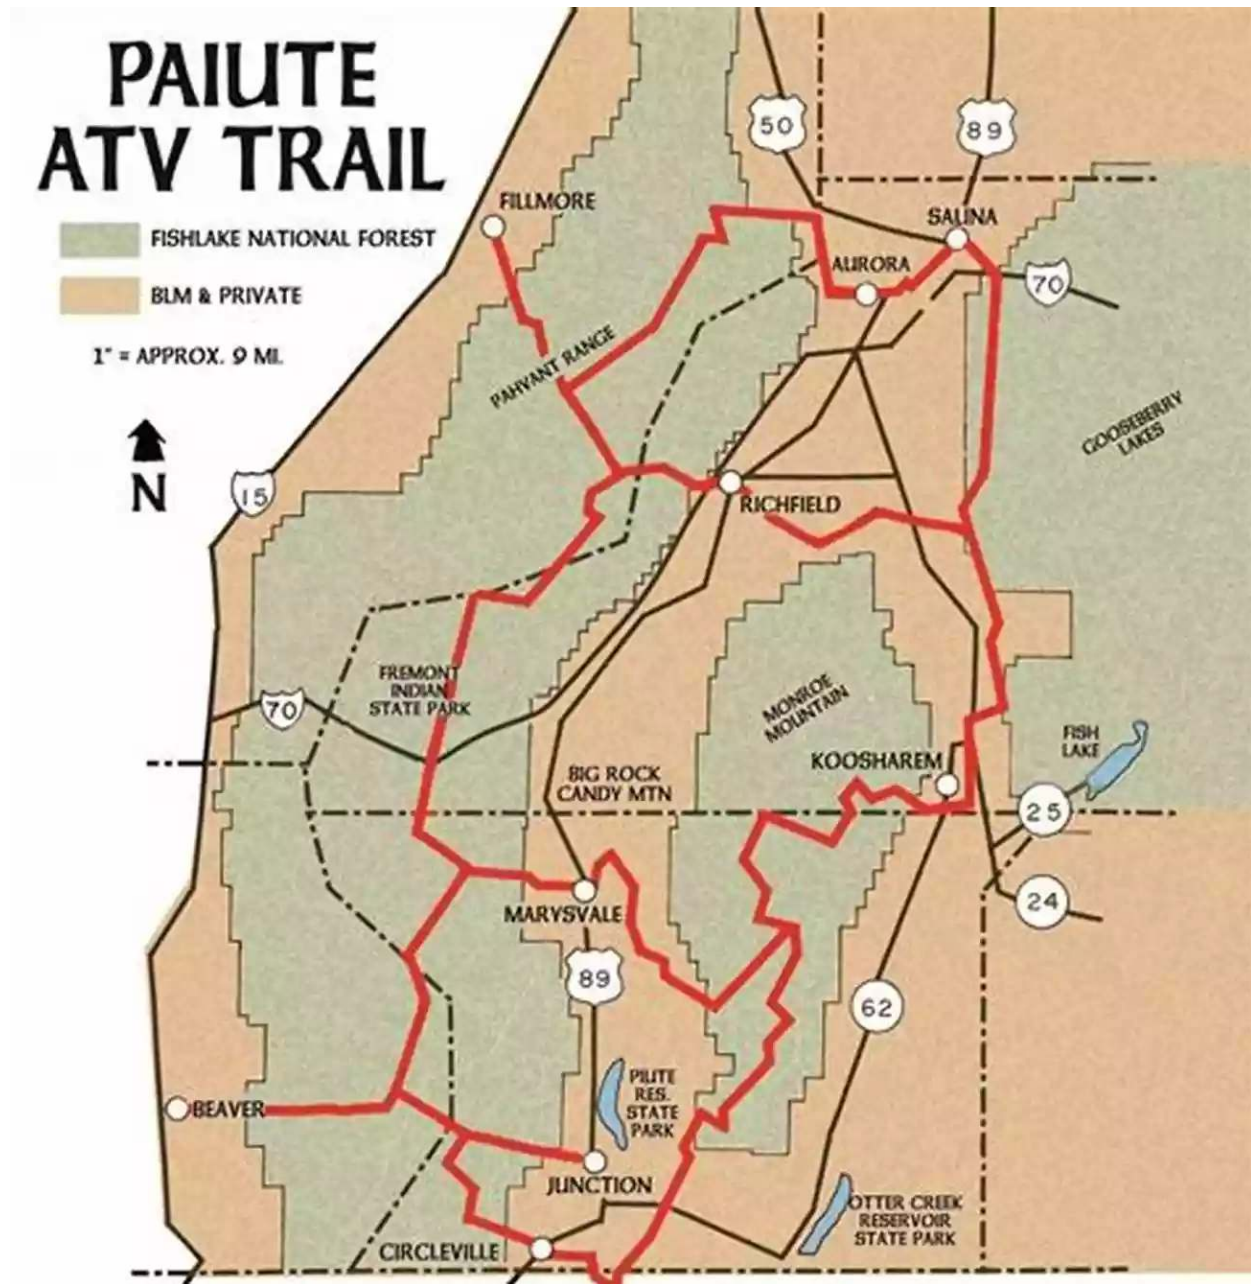 PAIUTE
ATV TRAIL
FISHLAKE NATIONAL FOREST
BLM & PRIVATE
1" = APPROX. 9 MI.
N
50
89
FILLMORE
SALINA
AURORA
70
PAHVANT RANGE
GOOSEBERRY
LAKES
15
RICHFIELD
FREMONT
INDIAN
STATE PARK
70
MONROE
MOUNTAIN
FISH
LAKE
KOOSHAREM
BIG ROCK
CANDY MTN
25
24
MARYSVALE
89
62
PIUTE
RES.
STATE
PARK
BEAVER
JUNCTION
OTTER CREEK
RESERVOIR
STATE PARK
CIRCLEVILLE